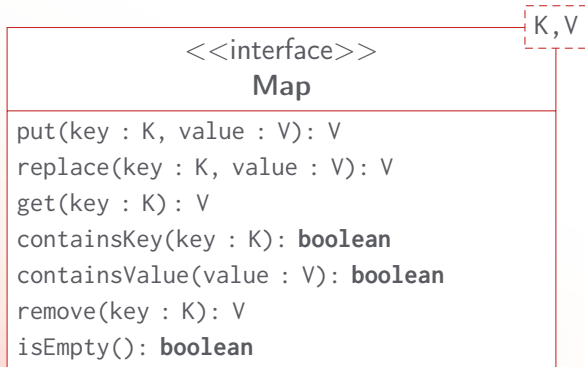 K,V
<<interface>>
Map
put(key : K, value : V): V
replace(key : K, value : V): V
get(key : K): V
containsKey(key : K): boolean
containsValue(value : V): boolean
remove(key : K): V
isEmpty(): boolean